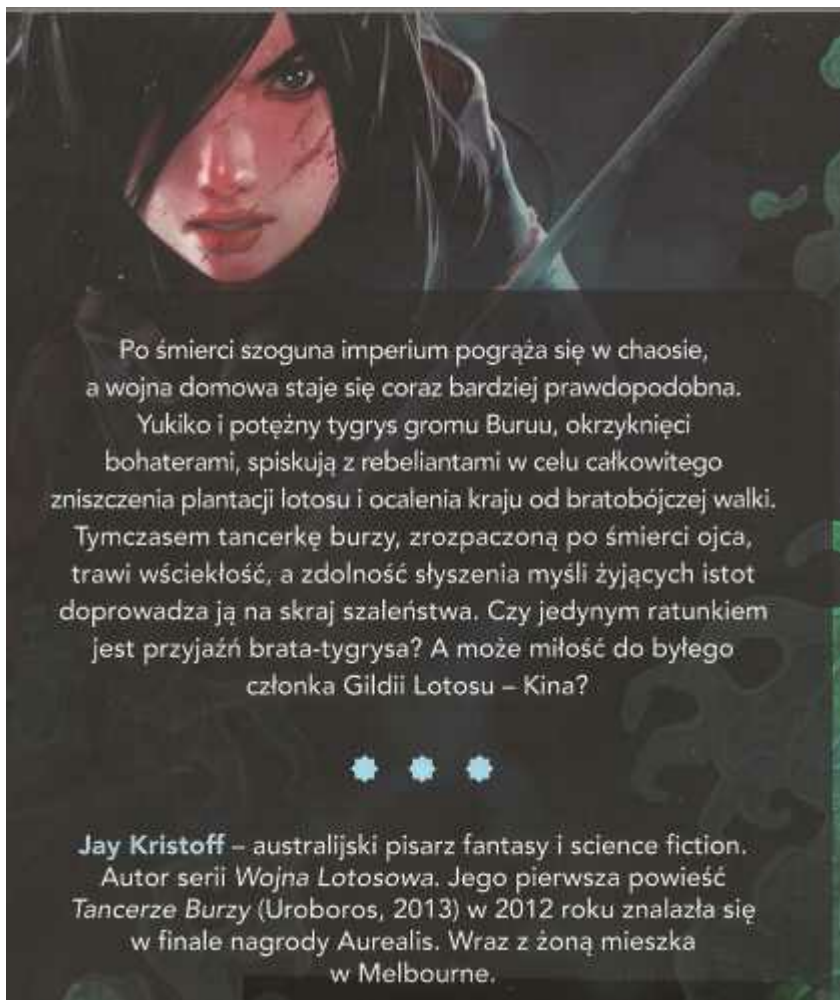 Po śmierci szoguna imperium pogrąża się w chaosie,
a wojna domowa staje się coraz bardziej prawdopodobna.
Yukiko i potężny tygrys gromu Buruu, okrzyknięci
bohaterami, spiskują z rebeliantami w celu całkowitego
zniszczenia plantacji lotosu i ocalenia kraju od bratobójczej walki.
Tymczasem tancerkę burzy, zrozpaczoną po śmierci ojca,
trawi wściekłość, a zdolność słyszenia myśli żyjących istot
doprowadza ją na skraj szaleństwa. Czy jedynym ratunkiem
jest przyjaźń brata-tygrysa? A może miłość do byłego
członka Gildii Lotosu – Kina?
Jay Kristoff – australijski pisarz fantasy i science fiction.
Autor serii Wojna Lotosowa. Jego pierwsza powieść
Tancerze Burzy (Uroboros, 2013) w 2012 roku znalazła się
w finale nagrody Aurealis. Wraz z żoną mieszka
w Melbourne.